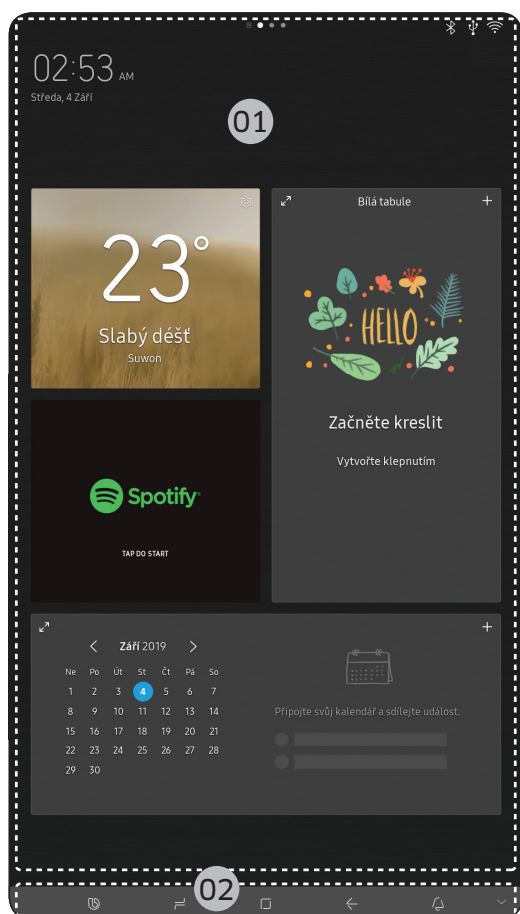 02:53 AM
Středa, 4 Září
01
23°
Slabý déšť
Suwon
Bílá tabule
HELLO
Začněte kreslit
Vytvořte klepnutím
Spotify®
TAP DO START
Září 2019
Ne Po Út St Čt Pá So
1 2 3 4 5 6 7
8 9 10 11 12 13 14
15 16 17 18 19 20 21
22 23 24 25 26 27 28
29 30
Připojte svůj kalendář a sdílejte událost.
02